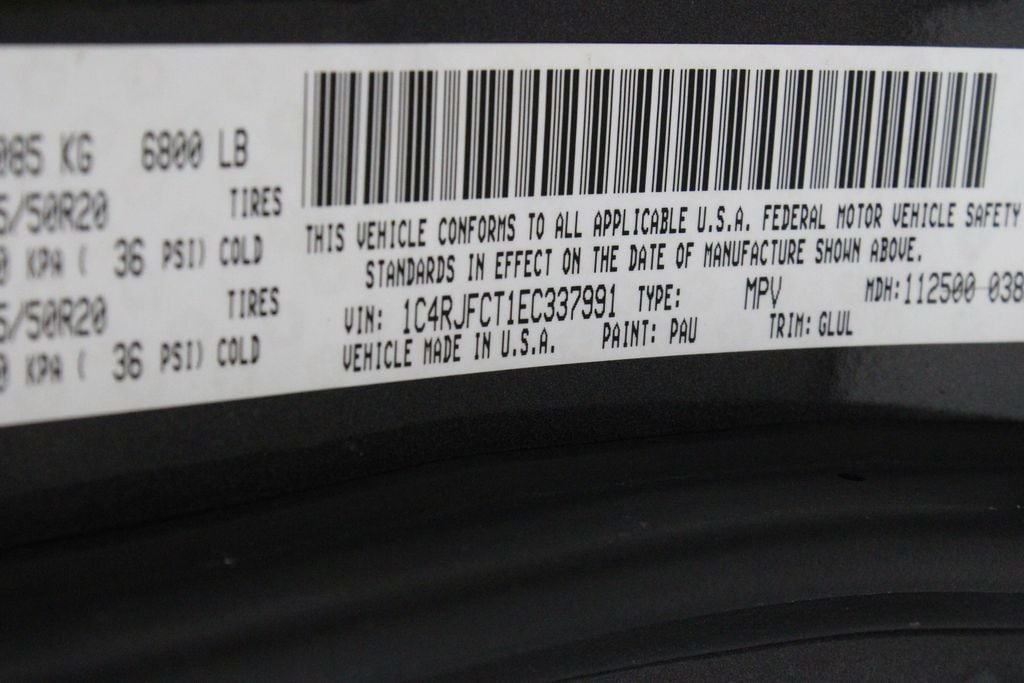 085 KG 6800 LB
5/50R20 TIRES
0 KPA ( 36 PSI) COLD
5/50R20 TIRES
0 KPA ( 36 PSI) COLD
THIS VEHICLE CONFORMS TO ALL APPLICABLE U.S.A. FEDERAL MOTOR VEHICLE SAFETY
STANDARDS IN EFFECT ON THE DATE OF MANUFACTURE SHOWN ABOVE.
VIN: 1C4RJFCT1EC337991 TYPE: MPV MDH:112500 038
VEHICLE MADE IN U.S.A. PAINT: PAU TRIM: GLUL